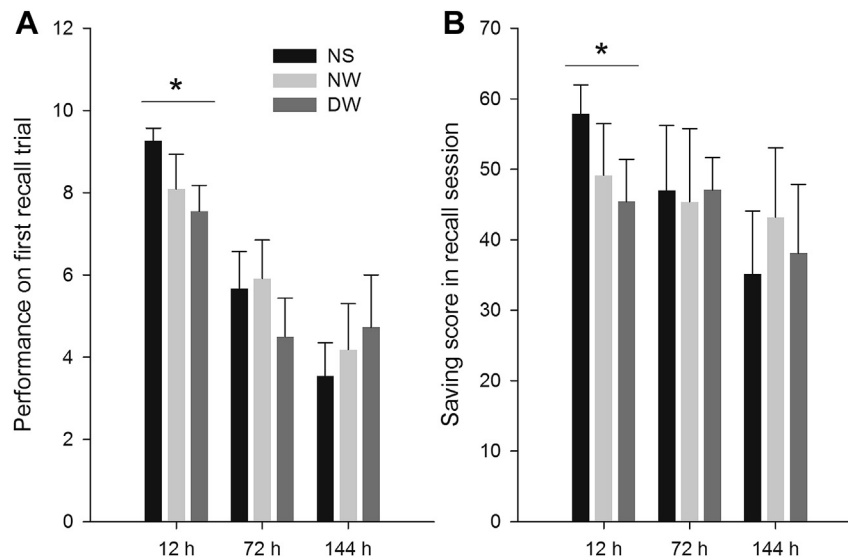 A
Performance on first recall trial
12
10
8
6
4
2
0
*
NS
NW
DW
12 h
72 h
144 h
B
Saving score in recall session
70
60
50
40
30
20
10
0
*
12 h
72 h
144 h